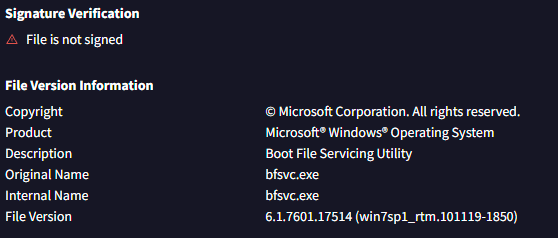 Signature Verification
File is not signed
File Version Information
Copyright © Microsoft Corporation. All rights reserved.
Product Microsoft® Windows® Operating System
Description Boot File Servicing Utility
Original Name bfsvc.exe
Internal Name bfsvc.exe
File Version 6.1.7601.17514 (win7sp1_rtm.101119-1850)